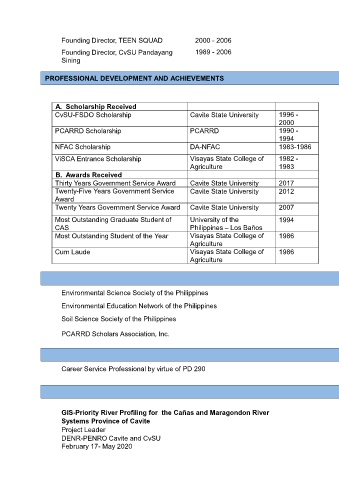 Founding Director, TEEN SQUAD 2000 - 2006
Founding Director, CvSU Pandayang 1989 - 2006
Sining
PROFESSIONAL DEVELOPMENT AND ACHIEVEMENTS
A. Scholarship Received
CvSU-FSDO Scholarship Cavite State University 1996 -
2000
PCARRD Scholarship PCARRD 1990 -
1994
NFAC Scholarship DA-NFAC 1983-1986
ViSCA Entrance Scholarship Visayas State College of 1982 -
Agriculture 1983
B. Awards Received
Thirty Years Government Service Award Cavite State University 2017
Twenty-Five Years Government Service Cavite State University 2012
Award
Twenty Years Government Service Award Cavite State University 2007
Most Outstanding Graduate Student of University of the 1994
CAS Philippines – Los Baños
Most Outstanding Student of the Year Visayas State College of 1986
Agriculture
Cum Laude Visayas State College of 1986
Agriculture
Environmental Science Society of the Philippines
Environmental Education Network of the Philippines
Soil Science Society of the Philippines
PCARRD Scholars Association, Inc.
Career Service Professional by virtue of PD 290
GIS-Priority River Profiling for the Cañas and Maragondon River
Systems Province of Cavite
Project Leader
DENR-PENRO Cavite and CvSU
February 17- May 2020